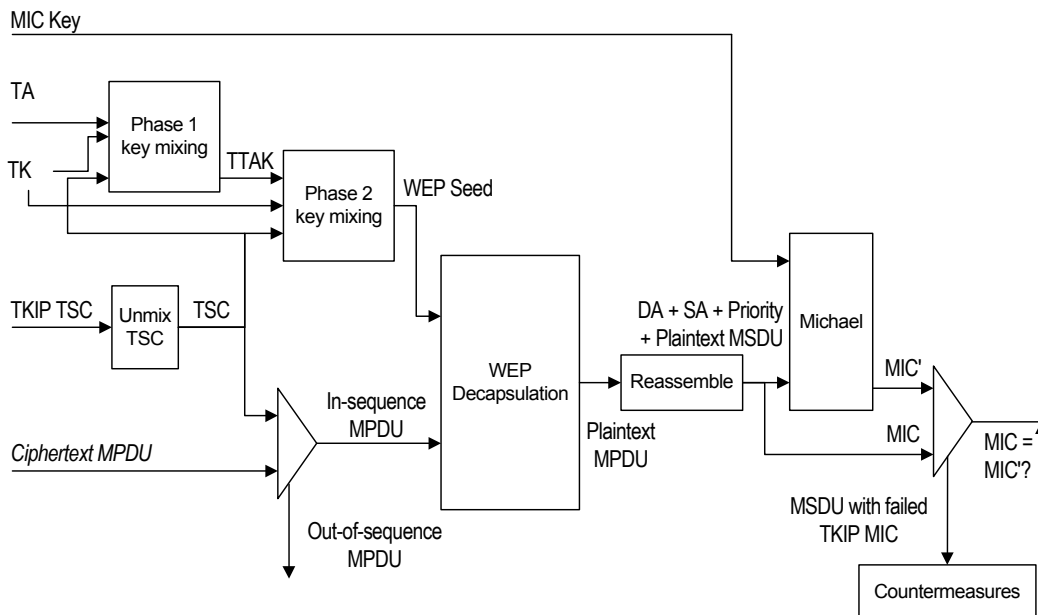 MIC Key
TA
Phase 1
key mixing
TK
TTAK
Phase 2
key mixing
WEP Seed
TKIP TSC
Unmix
TSC
TSC
DA + SA + Priority
+ Plaintext MSDU
Michael
WEP
Decapsulation
Reassemble
MIC'
In-sequence
MPDU
Ciphertext MPDU
Plaintext
MPDU
MIC
MIC =
MIC'?
Out-of-sequence
MPDU
MSDU with failed
TKIP MIC
Countermeasures